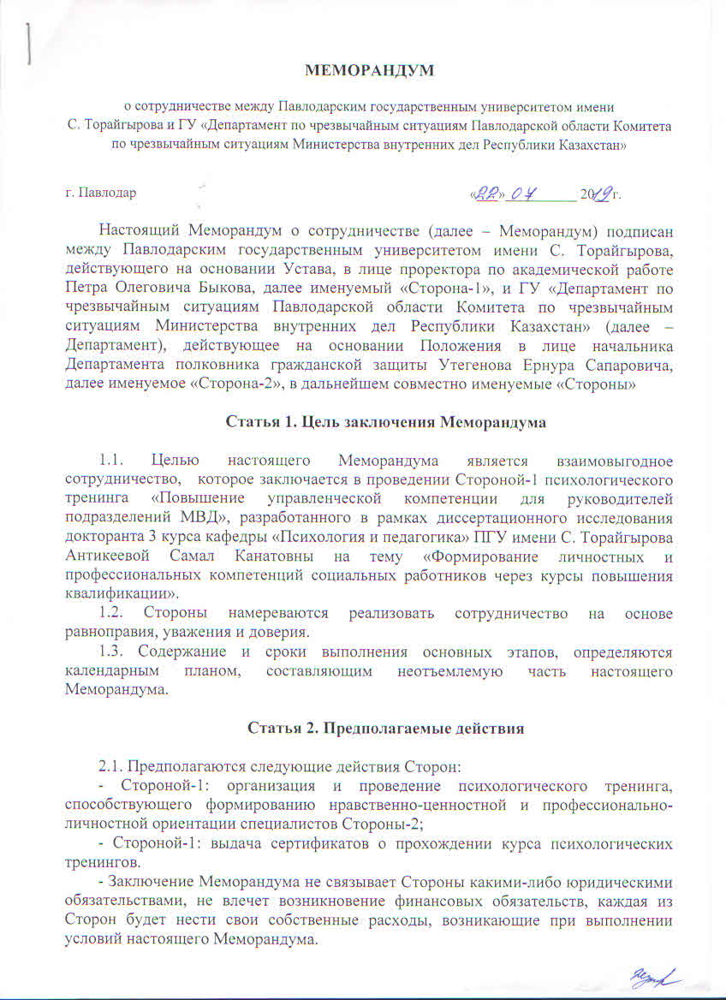 МЕМОРАНДУМ
о сотрудничестве между Павлодарским государственным университетом имени
С. Торайгырова и ГУ «Департамент по чрезвычайным ситуациям Павлодарской области Комитета
по чрезвычайным ситуациям Министерства внутренних дел Республики Казахстан»
г. Павлодар «22» 07 2019 г.
Настоящий Меморандум о сотрудничестве (далее – Меморандум) подписан
между Павлодарским государственным университетом имени С. Торайгырова,
действующего на основании Устава, в лице проректора по академической работе
Петра Олеговича Быкова, далее именуемый «Сторона-1», и ГУ «Департамент по
чрезвычайным ситуациям Павлодарской области Комитета по чрезвычайным
ситуациям Министерства внутренних дел Республики Казахстан» (далее –
Департамент), действующее на основании Положения в лице начальника
Департамента полковника гражданской защиты Утегенова Ернура Сапаровича,
далее именуемое «Сторона-2», в дальнейшем совместно именуемые «Стороны»
Статья 1. Цель заключения Меморандума
1.1. Целью настоящего Меморандума является взаимовыгодное
сотрудничество, которое заключается в проведении Стороной-1 психологического
тренинга «Повышение управленческой компетенции для руководителей
подразделений МВД», разработанного в рамках диссертационного исследования
докторанта 3 курса кафедры «Психология и педагогика» ПГУ имени С. Торайгырова
Антикеевой Самал Канатовны на тему «Формирование личностных и
профессиональных компетенций социальных работников через курсы повышения
квалификации».
1.2. Стороны намереваются реализовать сотрудничество на основе
равноправия, уважения и доверия.
1.3. Содержание и сроки выполнения основных этапов, определяются
календарным планом, составляющим неотъемлемую часть настоящего
Меморандума.
Статья 2. Предполагаемые действия
2.1. Предполагаются следующие действия Сторон:
- Стороной-1: организация и проведение психологического тренинга,
способствующего формированию нравственно-ценностной и профессионально-
личностной ориентации специалистов Стороны-2;
- Стороной-1: выдача сертификатов о прохождении курса психологических
тренингов.
- Заключение Меморандума не связывает Стороны какими-либо юридическими
обязательствами, не влечет возникновение финансовых обязательств, каждая из
Сторон будет нести свои собственные расходы, возникающие при выполнении
условий настоящего Меморандума.